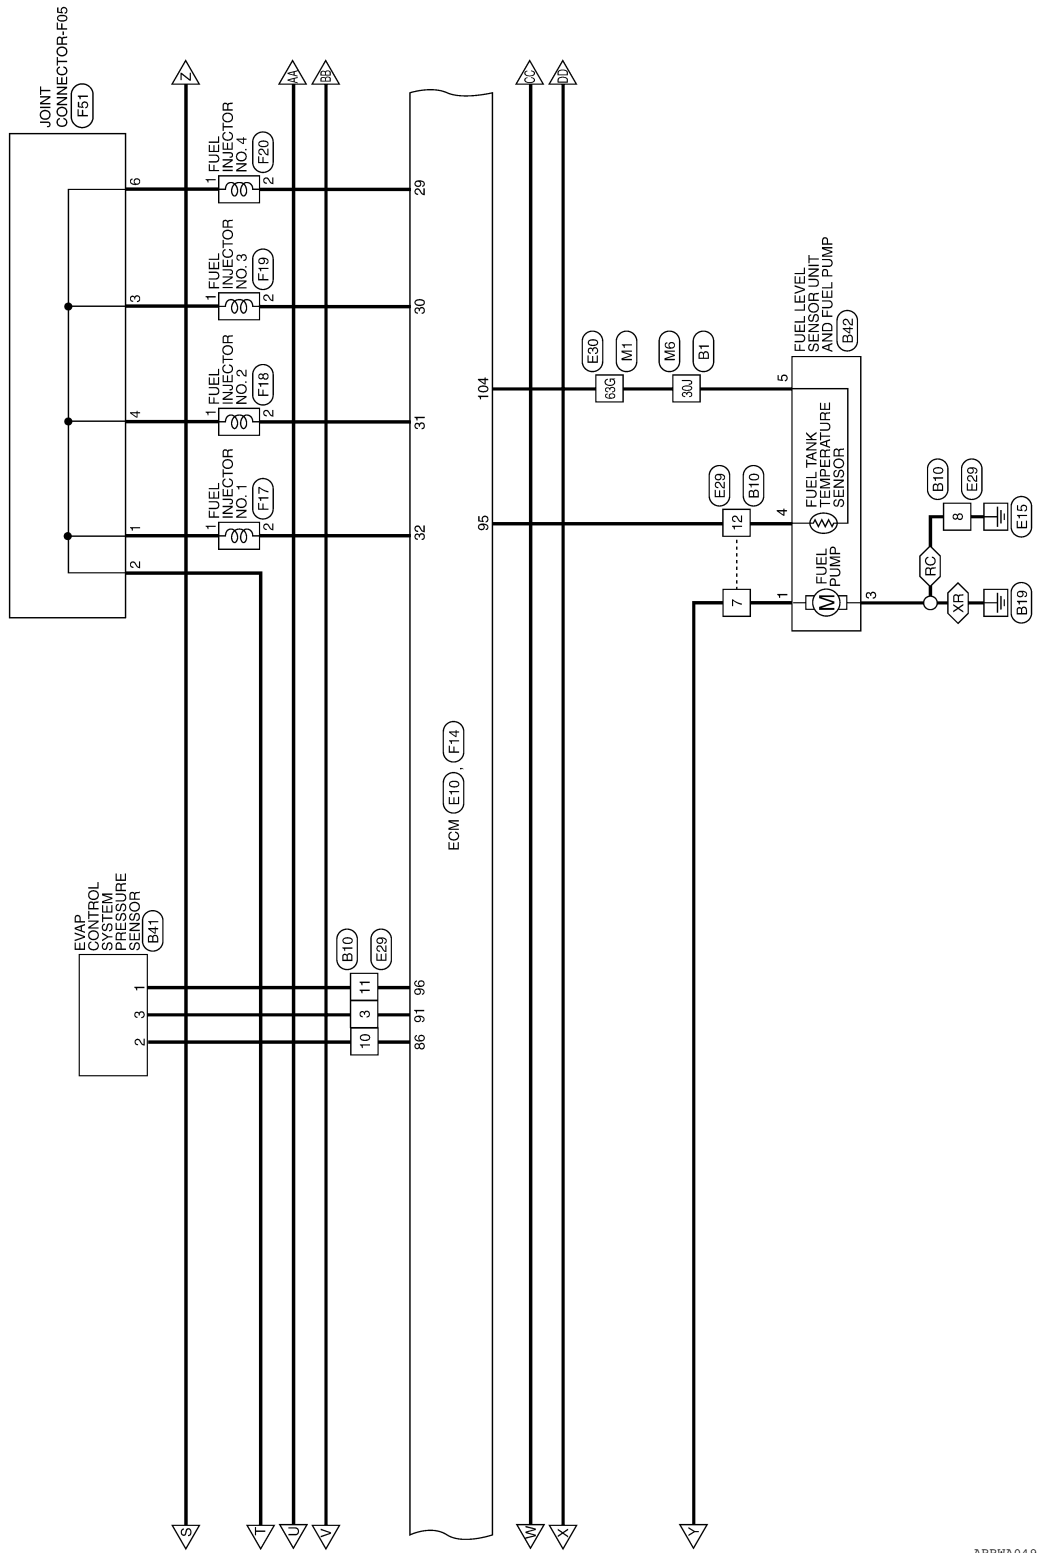 JOINT
CONNECTOR-F05
F51
6
3
4
1
2
Z
AA
BB
CC
DD
1
FUEL
INJECTOR
NO. 4
F20
2
29
1
FUEL
INJECTOR
NO. 3
F19
2
30
1
FUEL
INJECTOR
NO. 2
F18
2
31
1
FUEL
INJECTOR
NO. 1
F17
2
32
EVAP
CONTROL
SYSTEM
PRESSURE
SENSOR
B41
1
3
2
B10
E29
11
3
10
96
91
86
ECM E10 , F14
104
95
E30
M1
63G
M6
B1
30J
E29
B10
12
7
FUEL LEVEL
SENSOR UNIT
AND FUEL PUMP
B42
5
4
1
3
FUEL TANK
TEMPERATURE
SENSOR
FUEL
PUMP
M
B10
E29
8
RC
XR
E15
B19
S
T
U
V
W
X
Y